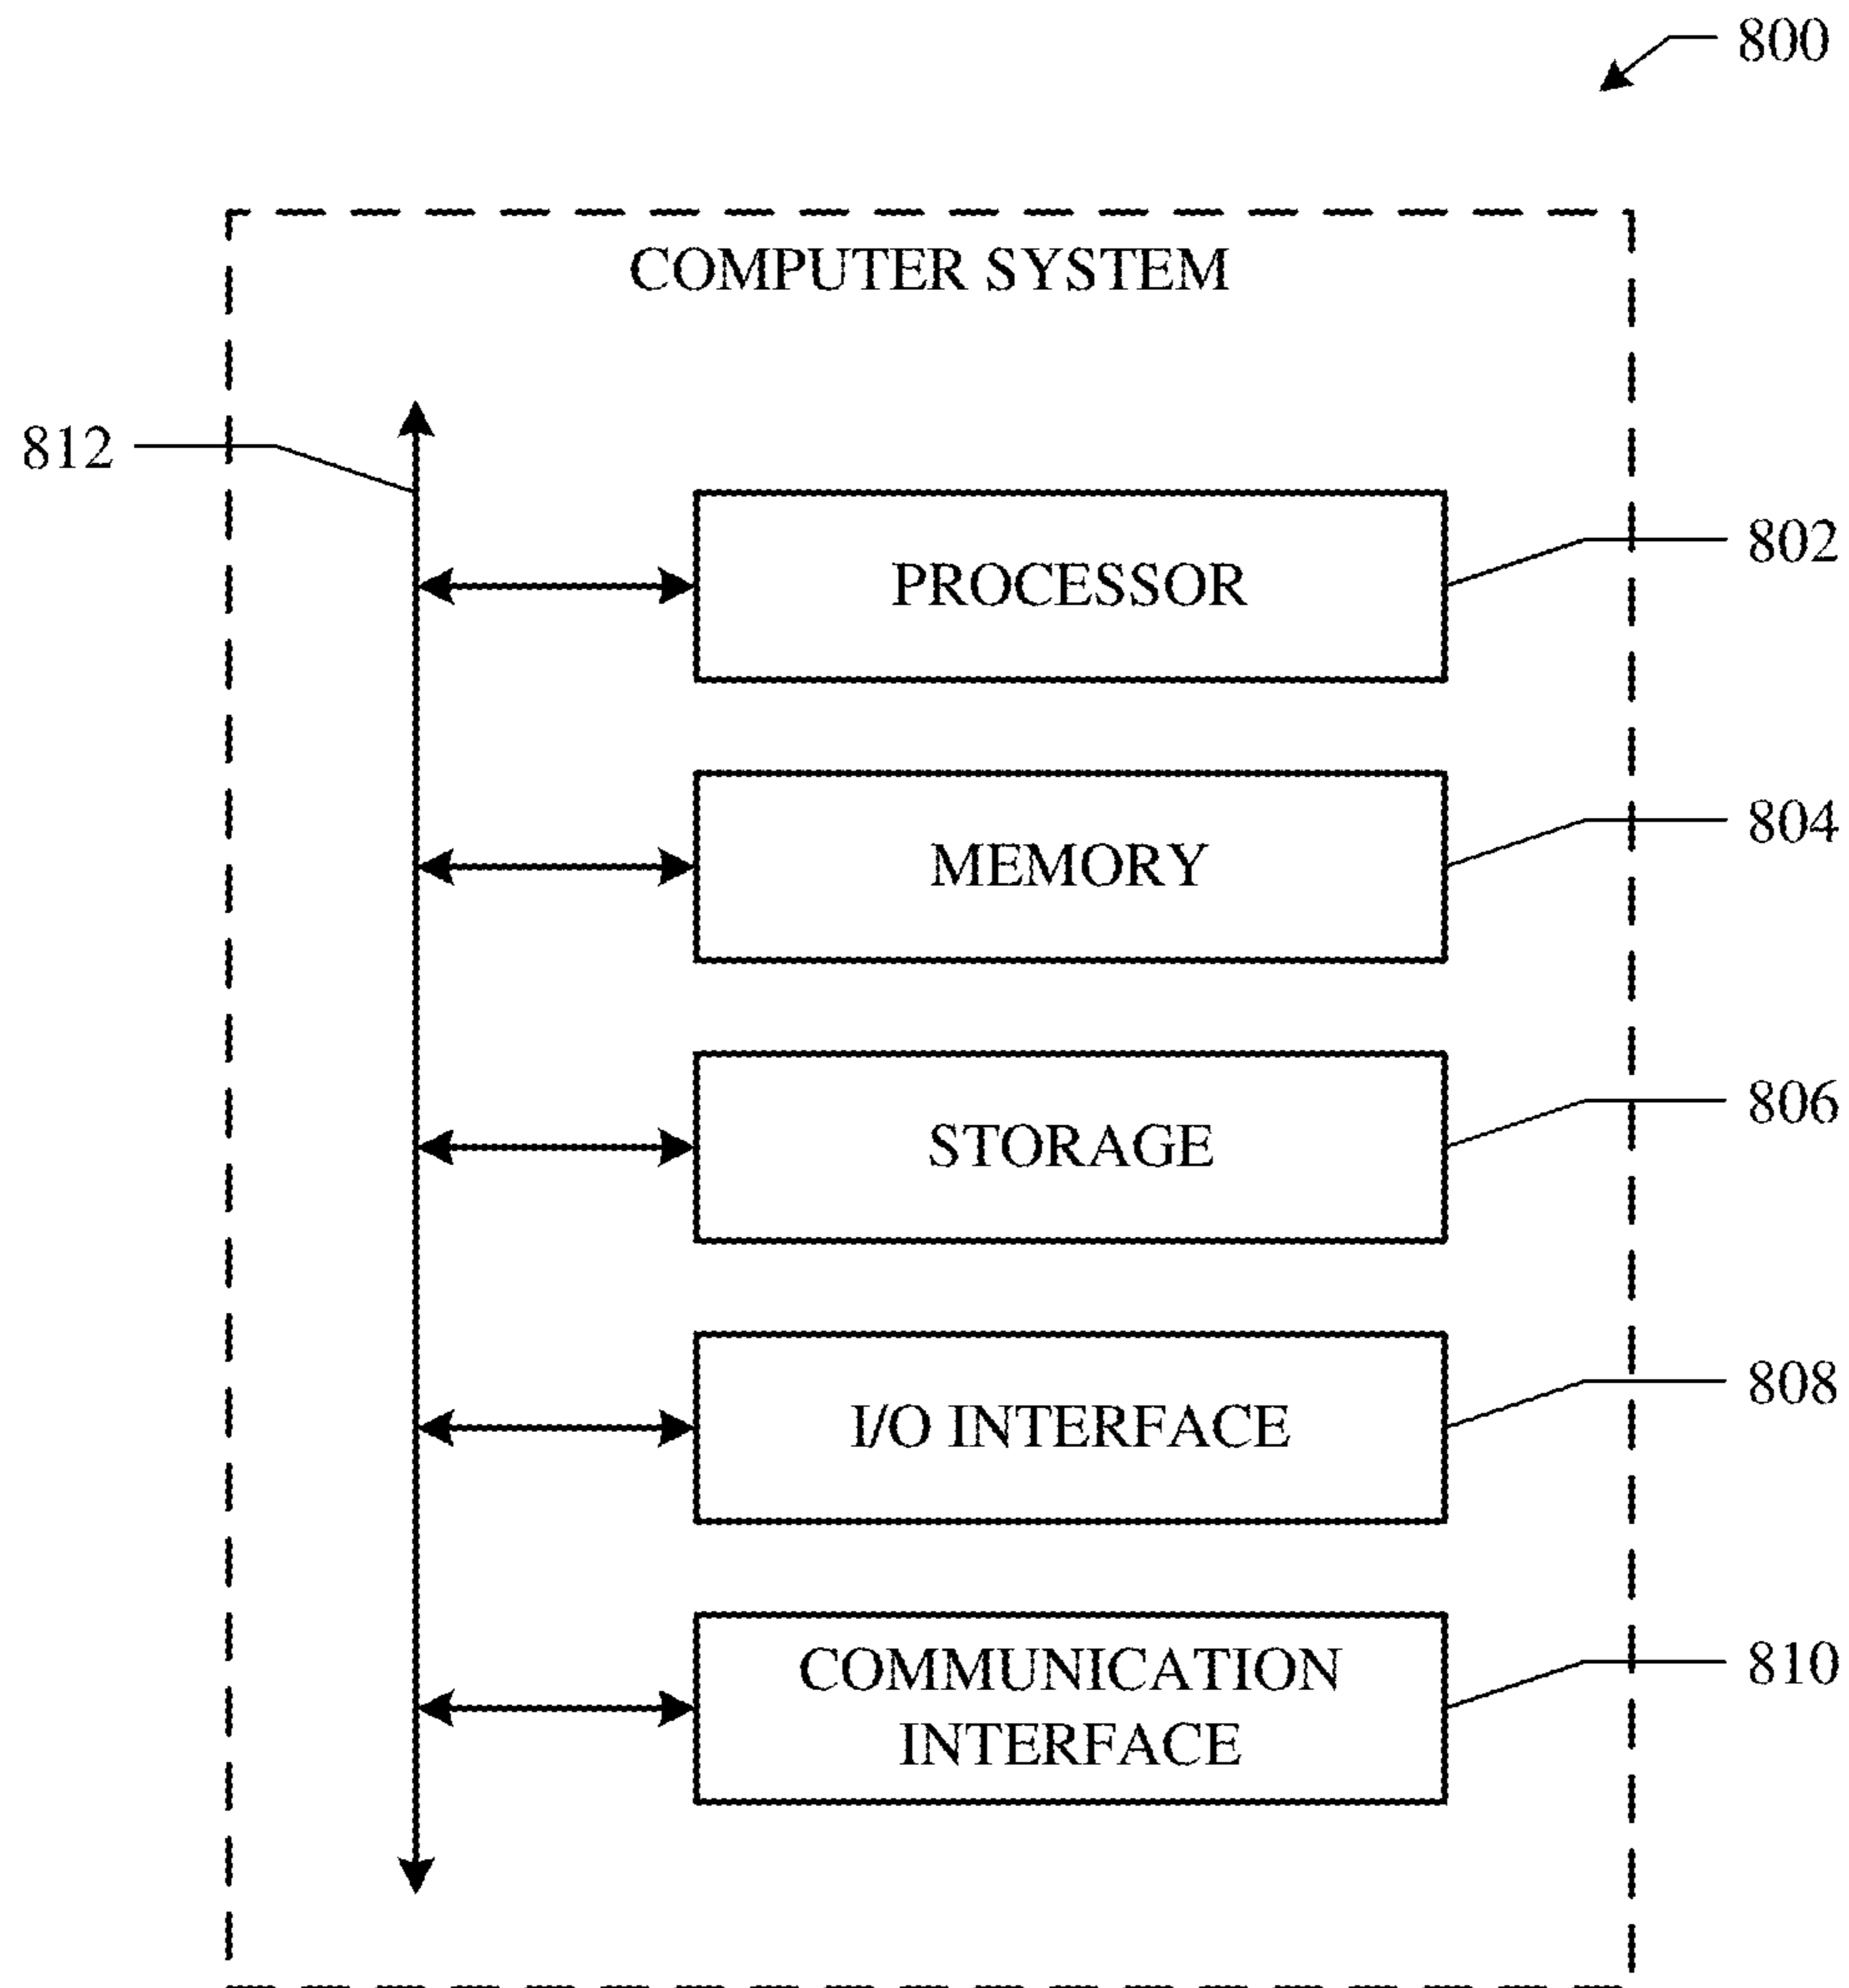 800
COMPUTER SYSTEM
812
PROCESSOR
802
MEMORY
804
STORAGE
806
I/O INTERFACE
808
COMMUNICATION
INTERFACE
810